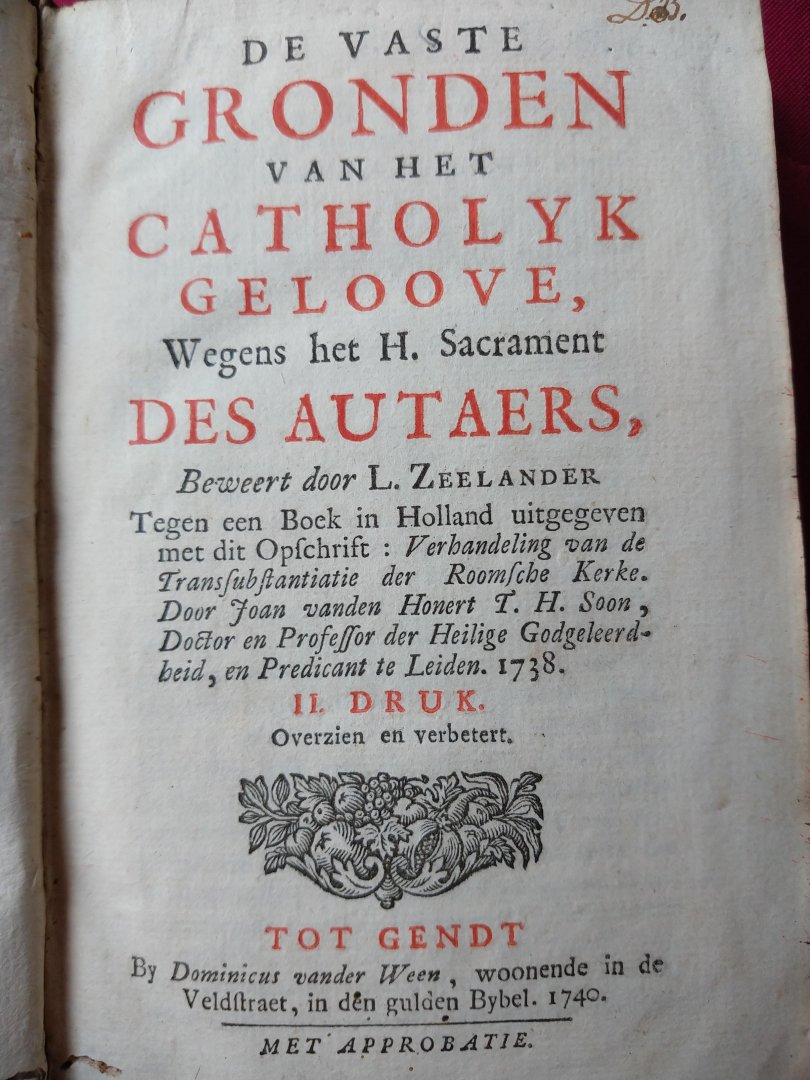 D.B.
DE VASTE
GRONDEN
VAN HET
CATHOLYK
GELOOVE,
Wegens het H. Sacrament
DES AUTAERS,
Beweert door L. ZEELANDER
Tegen een Boek in Holland uitgegeven
met dit Opſchrift : Verhandeling van de
Transſubſtantiatie der Roomſche Kerke.
Door Joan vanden Honert T. H. Soon,
Doctor en Profeſſor der Heilige Godgeleerd-
heid, en Predicant te Leiden. 1738.
II. DRUK.
Overzien en verbetert.
TOT GENDT
By Dominicus vander Ween, woonende in de
Veldſtraet, in den gulden Bybel. 1740.
MET APPROBATIE.